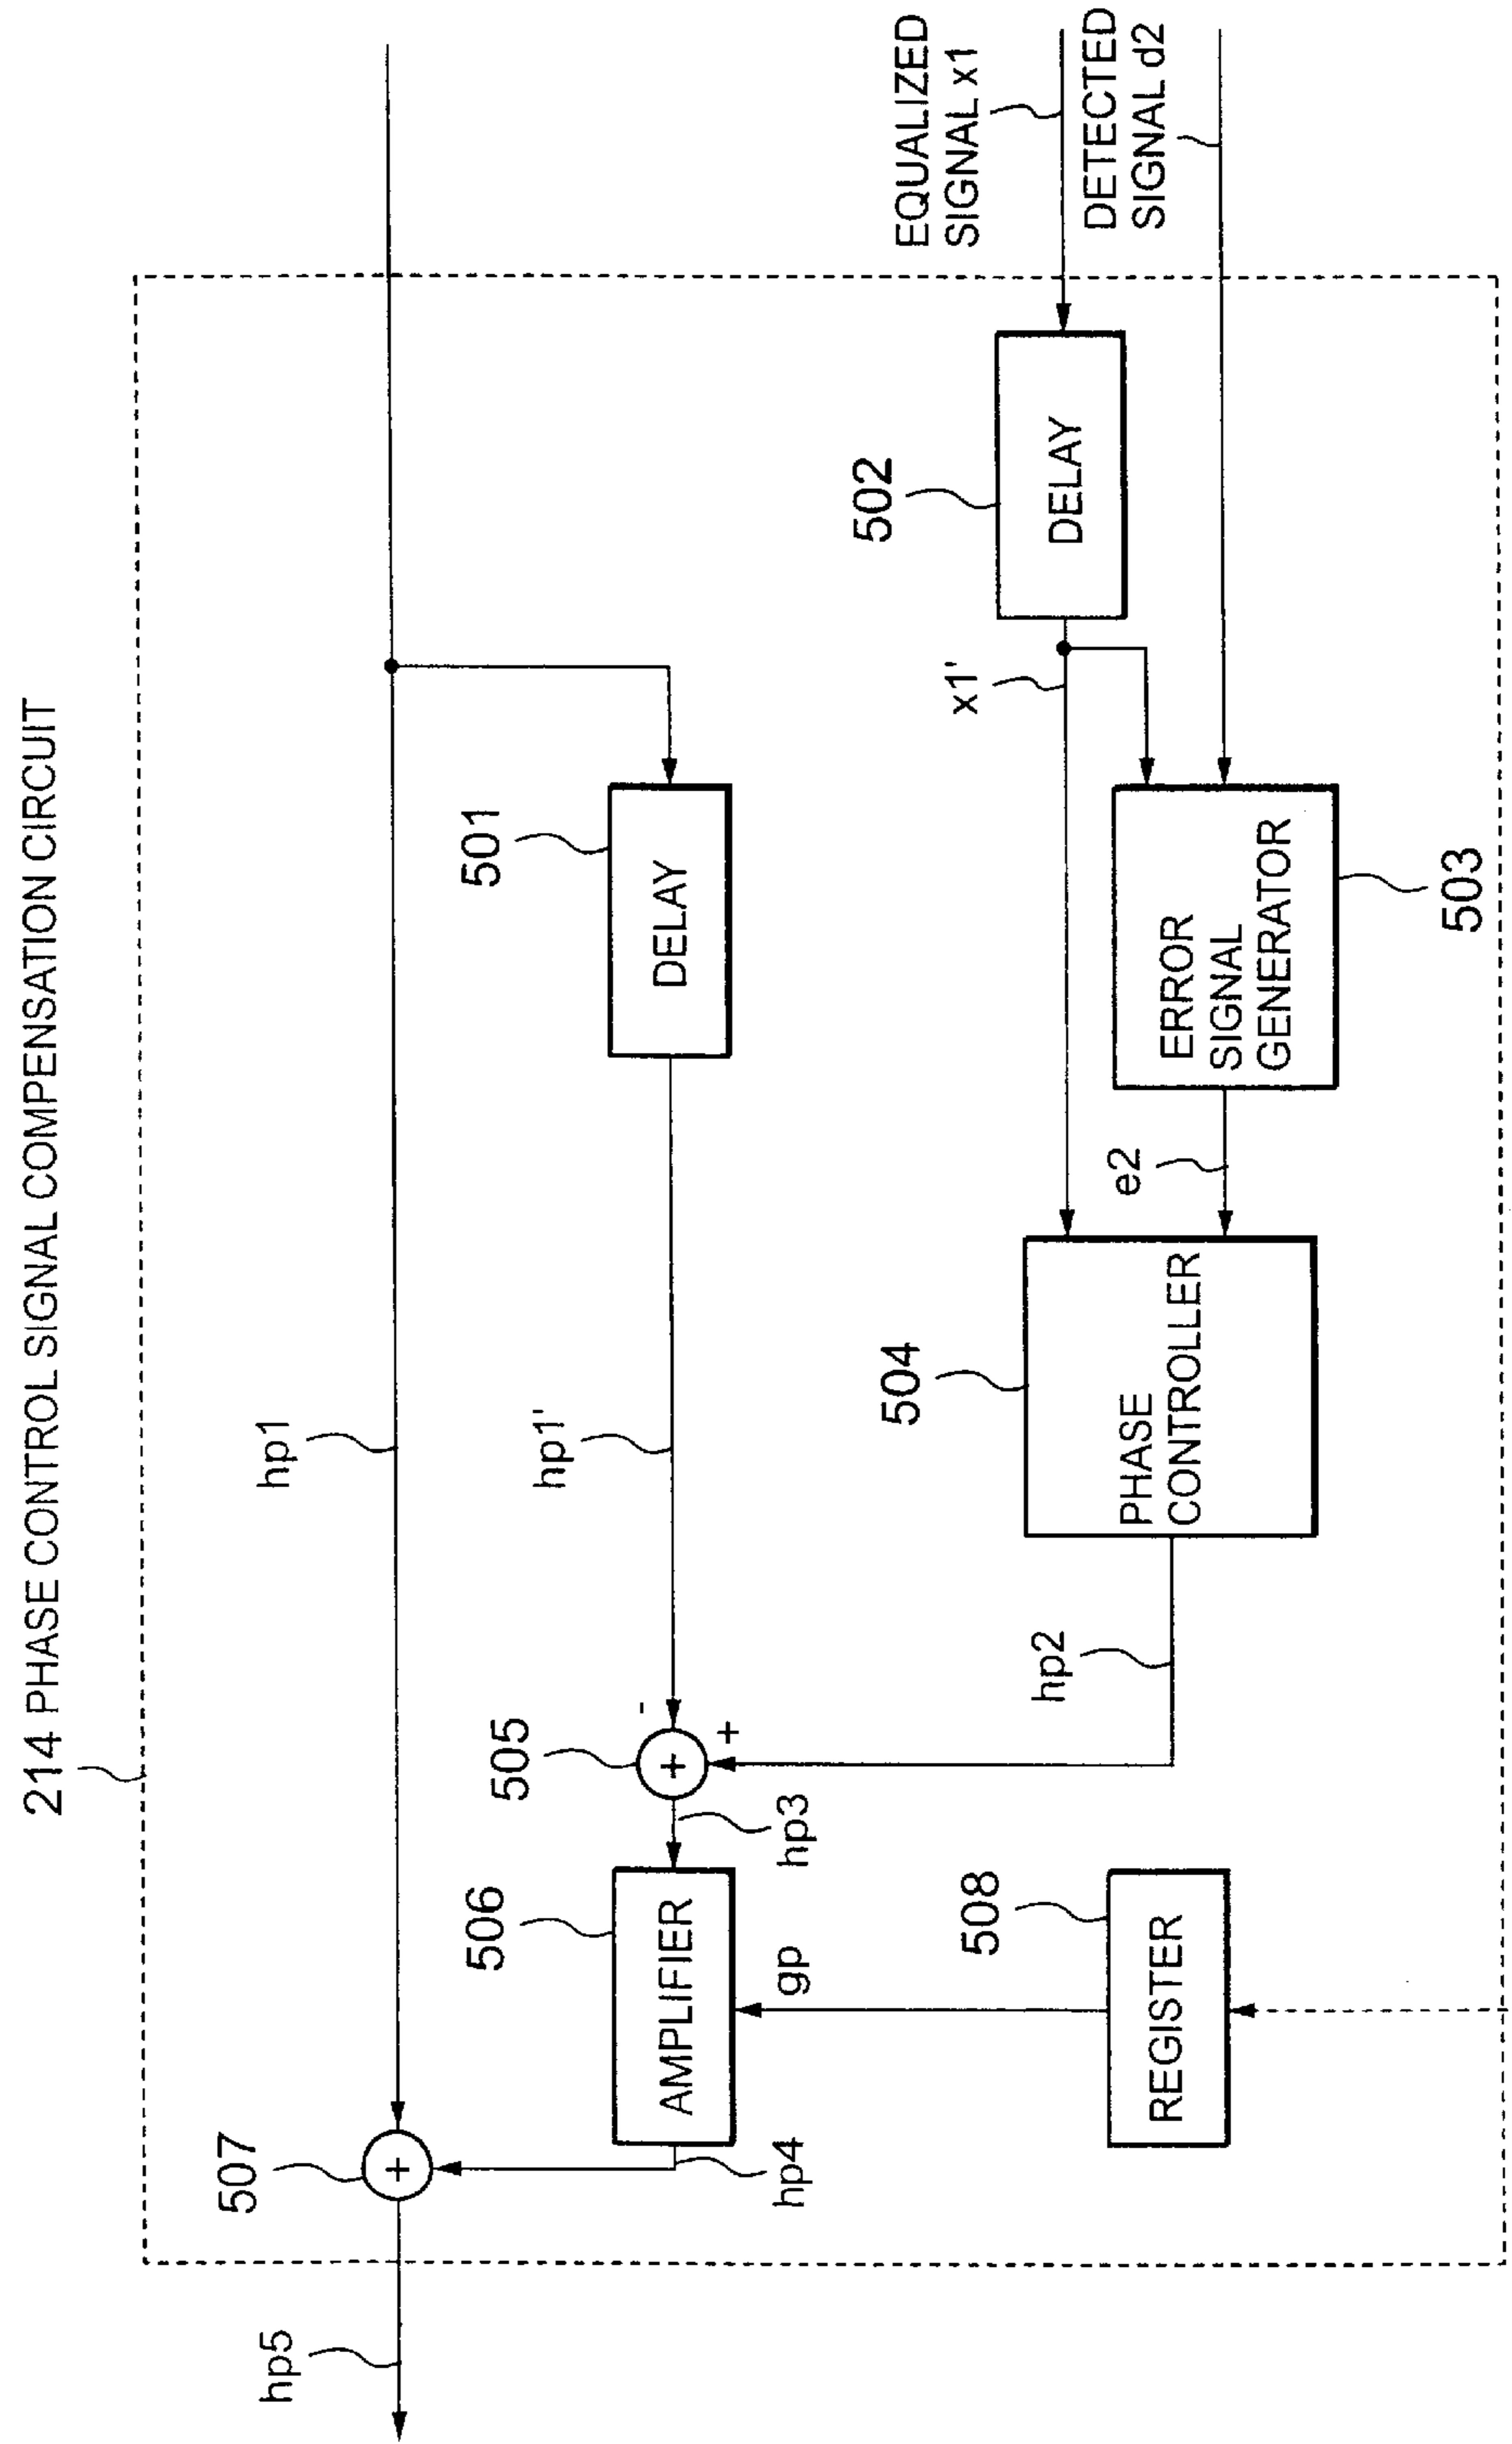 214 PHASE CONTROL SIGNAL COMPENSATION CIRCUIT
hp5
hp1
507
+
501
DELAY
hp1'
505
-
+
+
hp3
506
AMPLIFIER
hp4
gp
508
REGISTER
EQUALIZED
SIGNAL x1
DETECTED
SIGNAL d2
502
DELAY
x1'
ERROR
SIGNAL
GENERATOR
503
e2
504
PHASE
CONTROLLER
hp2